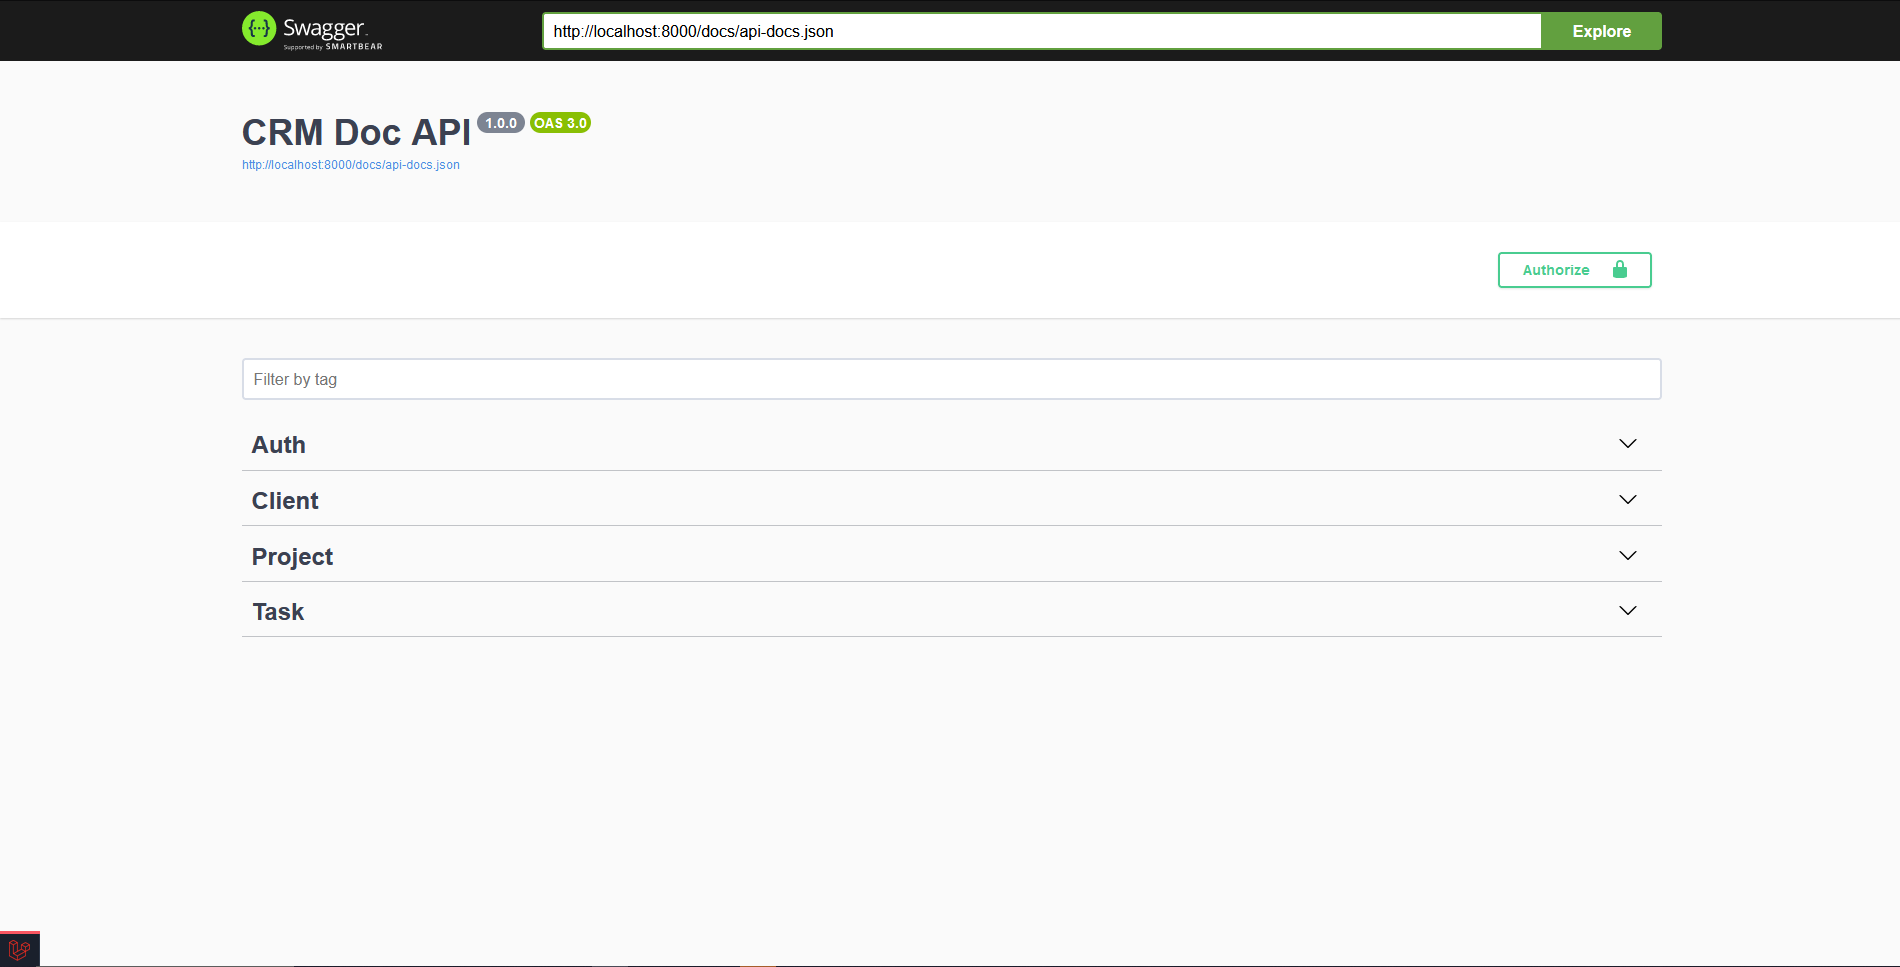 Swagger
Supported by SMARTBEAR
http://localhost:8000/docs/api-docs.json
Explore
CRM Doc API 1.0.0 OAS 3.0
http://localhost:8000/docs/api-docs.json
Authorize
Filter by tag
Auth
Client
Project
Task